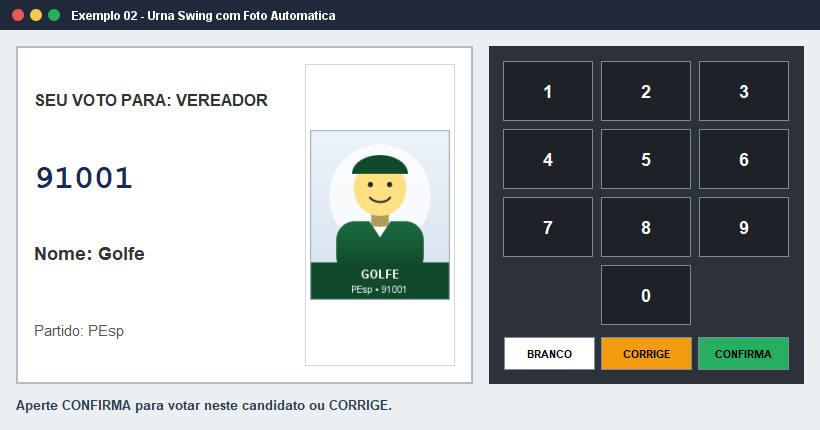 Exemplo 02 - Urna Swing com Foto Automatica
SEU VOTO PARA: VEREADOR
91001
Nome: Golfe
Partido: PEsp
GOLFE
PEsp • 91001
1 2 3
4 5 6
7 8 9
0
BRANCO CORRIGE CONFIRMA
Aperte CONFIRMA para votar neste candidato ou CORRIGE.